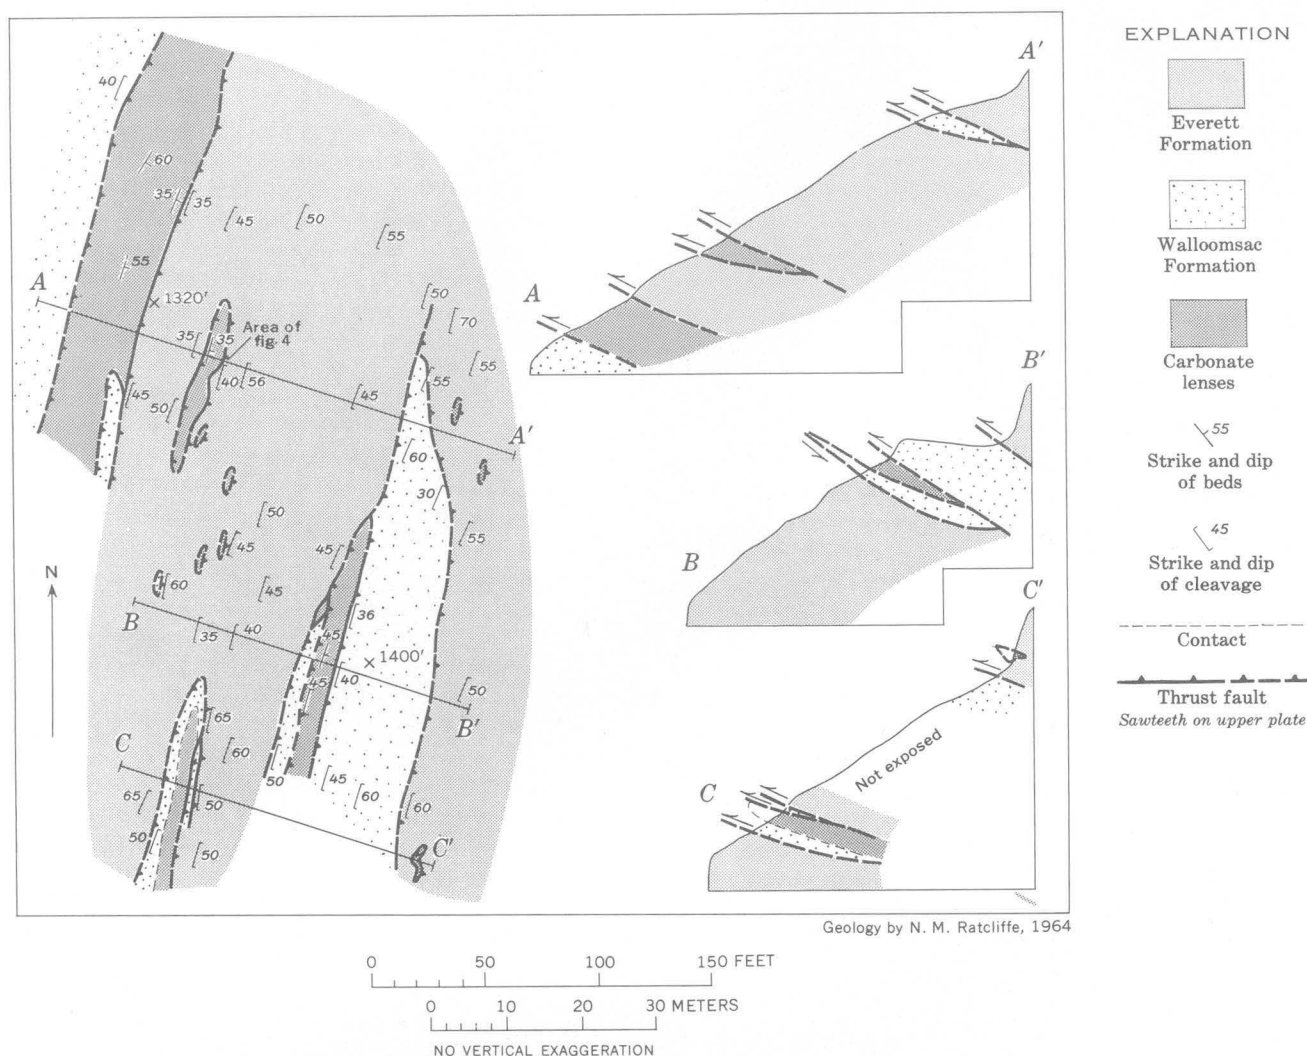 EXPLANATION
Everett
Formation
Walloomsac
Formation
Carbonate
lenses
55
Strike and dip
of beds
45
Strike and dip
of cleavage
Contact
Thrust fault
Sawteeth on upper plate
40
60
35
35
45
50
55
55
A
1320'
50
70
Area of
fig. 4
35
35
40
56
55
55
45
45
50
A'
60
30
50
55
45
45
45
60
B
35
40
36
1400'
45
45
40
50
B'
65
60
C
65
50
50
45
60
60
50
50
C'
N
A
A'
B
B'
C
C'
Not exposed
Geology by N. M. Ratcliffe, 1964
0 50 100 150 FEET
0 10 20 30 METERS
NO VERTICAL EXAGGERATION